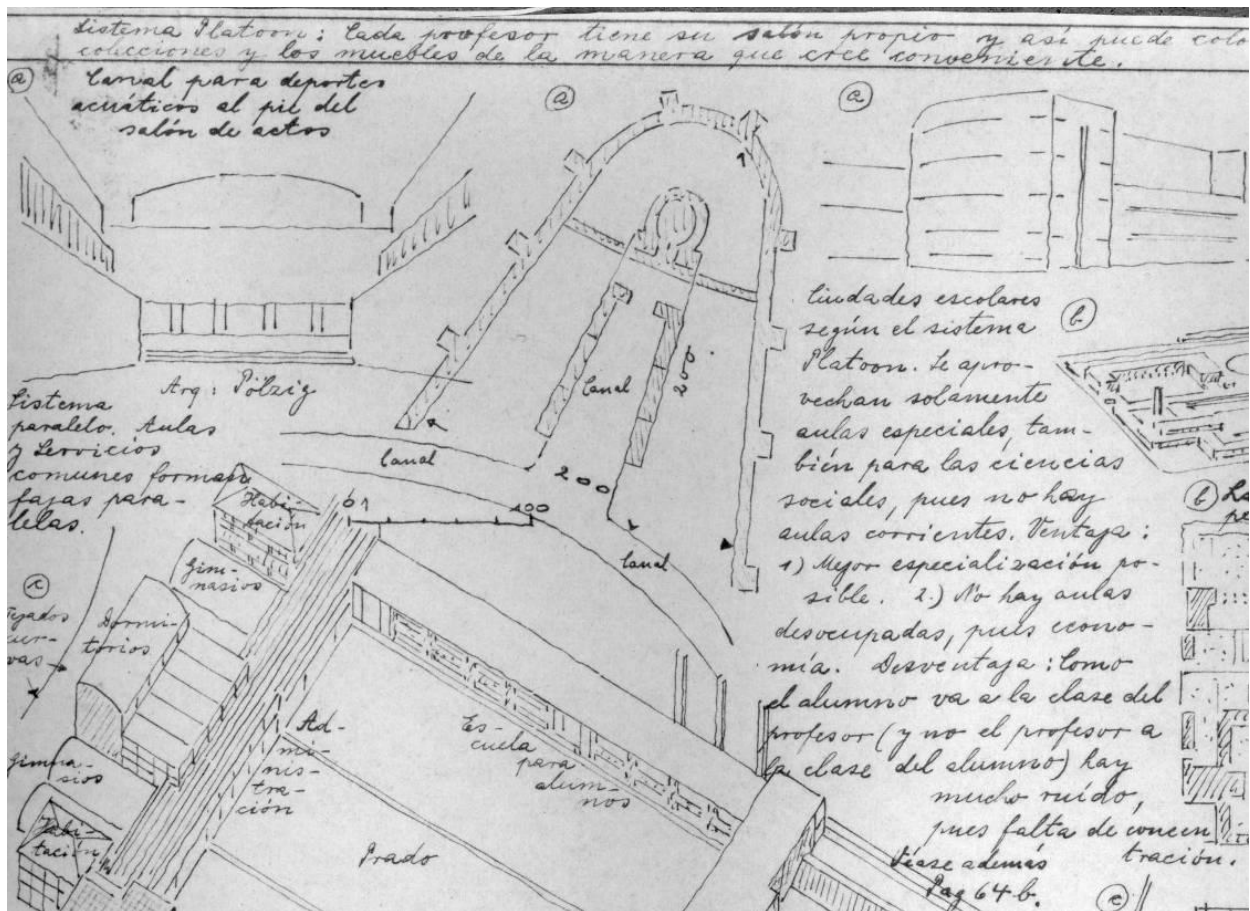 Sistema Platoon: Cada profesor tiene su salón propio y así puede colo
colecciones y los muebles de la manera que cree conveniente.
a
Canal para deportes
acuáticos al pie del
salón de actos
Arq: Pölzig
a
1
Canal
200
200
Canal
Canal
0 1
100
a
Ciudades escolares
según el sistema
Platoon. Se apro-
vechan solamente
aulas especiales, tam-
bién para las ciencias
sociales, pues no hay
aulas corrientes. Ventaja:
1) Mejor especialización po-
sible. 2.) No hay aulas
desocupadas, pues econo-
mía. Desventaja: Como
el alumno va a la clase del
profesor (y no el profesor a
la clase del alumno) hay
mucho ruido,
pues falta de concen
tración.
Véase además
Pag 64 b.
b
b
La
pe
e
Sistema
paralelo. Aulas
y Servicios
comunes forman
fajas para-
lelas.
c
Tejados
cur-
vas
Habi-
tación
Gim-
nasios
Dormi-
torios
Gimna-
sios
Habi-
tación
Ad-
mi-
nis-
tra-
ción
Es-
cuela
para
alum-
nos
Prado